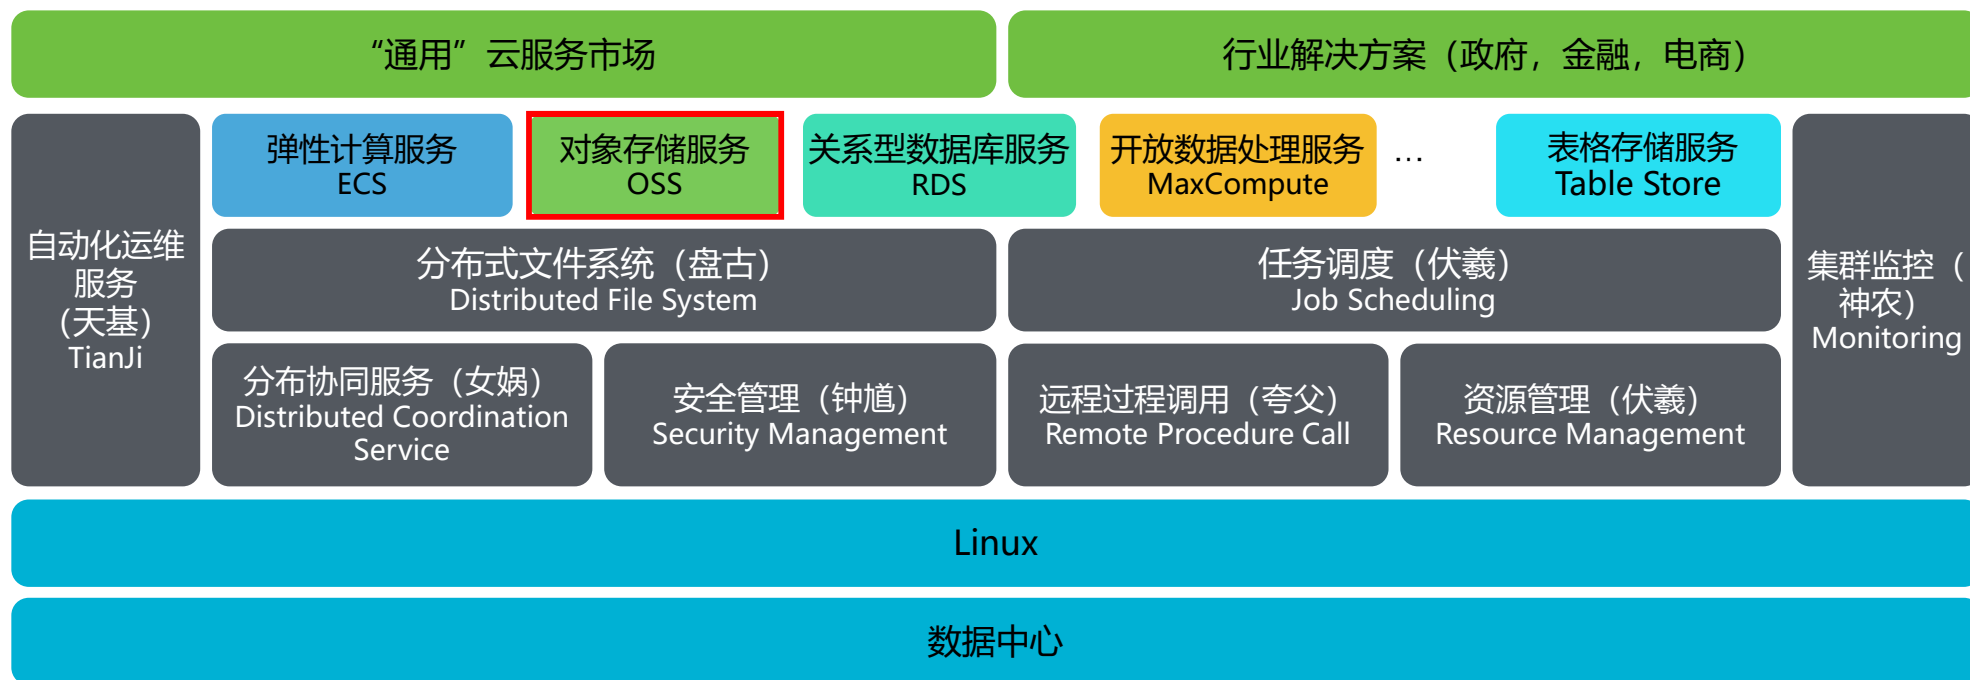 “通用”云服务市场
行业解决方案（政府，金融，电商）
弹性计算服务
ECS
对象存储服务
OSS
关系型数据库服务
RDS
开放数据处理服务
MaxCompute
…
表格存储服务
Table Store
自动化运维
服务
（天基）
TianJi
分布式文件系统（盘古）
Distributed File System
任务调度（伏羲）
Job Scheduling
集群监控（
神农）
Monitoring
分布协同服务（女娲）
Distributed Coordination
Service
安全管理（钟馗）
Security Management
远程过程调用（夸父）
Remote Procedure Call
资源管理（伏羲）
Resource Management
Linux
数据中心